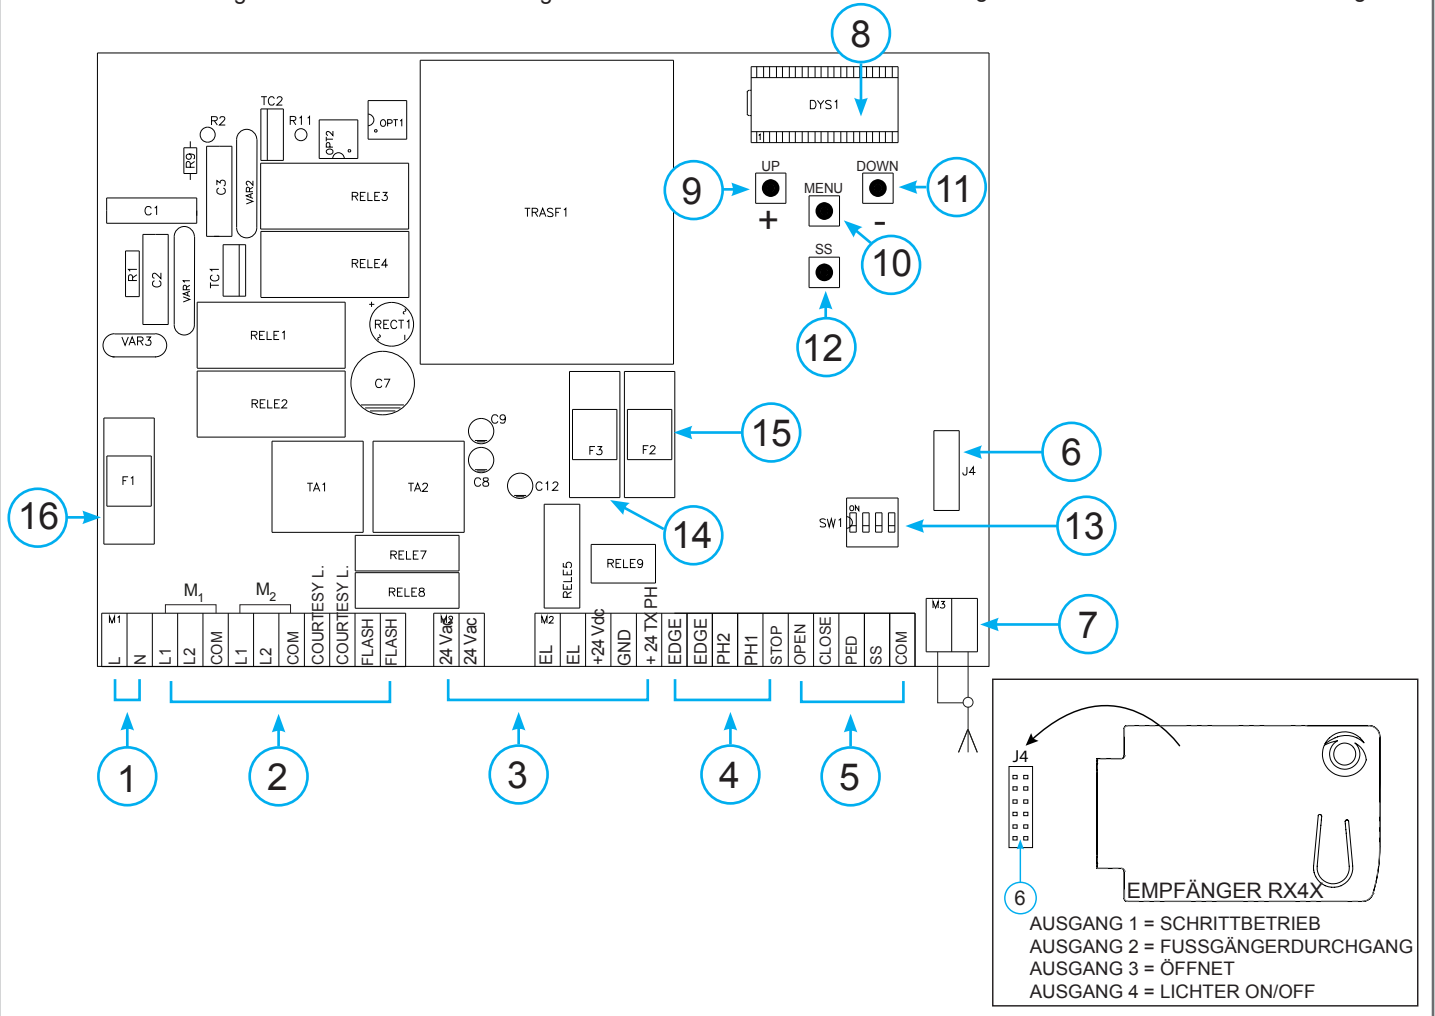 8
DYS1
1
UP
DOWN
MENU
9
11
+
-
10
SS
12
TC2
R2
R11
OPT2
OPT1
R9
C3
VAR2
RELE3
C1
TRASF1
R1
C2
VAR1
TC1
RELE4
+
RECT1
VAR3
RELE1
C7
RELE2
C9
C8
C12
F3
F2
15
6
J4
F1
16
TA1
TA2
14
ON
SW1
13
RELE7
RELE8
RELE5
RELE9
M1
M2
M1
L
N
L1
L2
COM
L1
L2
COM
COURTESY L.
COURTESY L.
FLASH
FLASH
24 Vac
24 Vac
M2
EL
EL
+24 Vdc
GND
+ 24 TX PH
EDGE
EDGE
PH2
PH1
STOP
OPEN
CLOSE
PED
SS
COM
M3
7
1
2
3
4
5
J4
6
EMPFÄNGER RX4X
AUSGANG 1 = SCHRITTBETRIEB
AUSGANG 2 = FUSSGÄNGERDURCHGANG
AUSGANG 3 = ÖFFNET
AUSGANG 4 = LICHTER ON/OFF